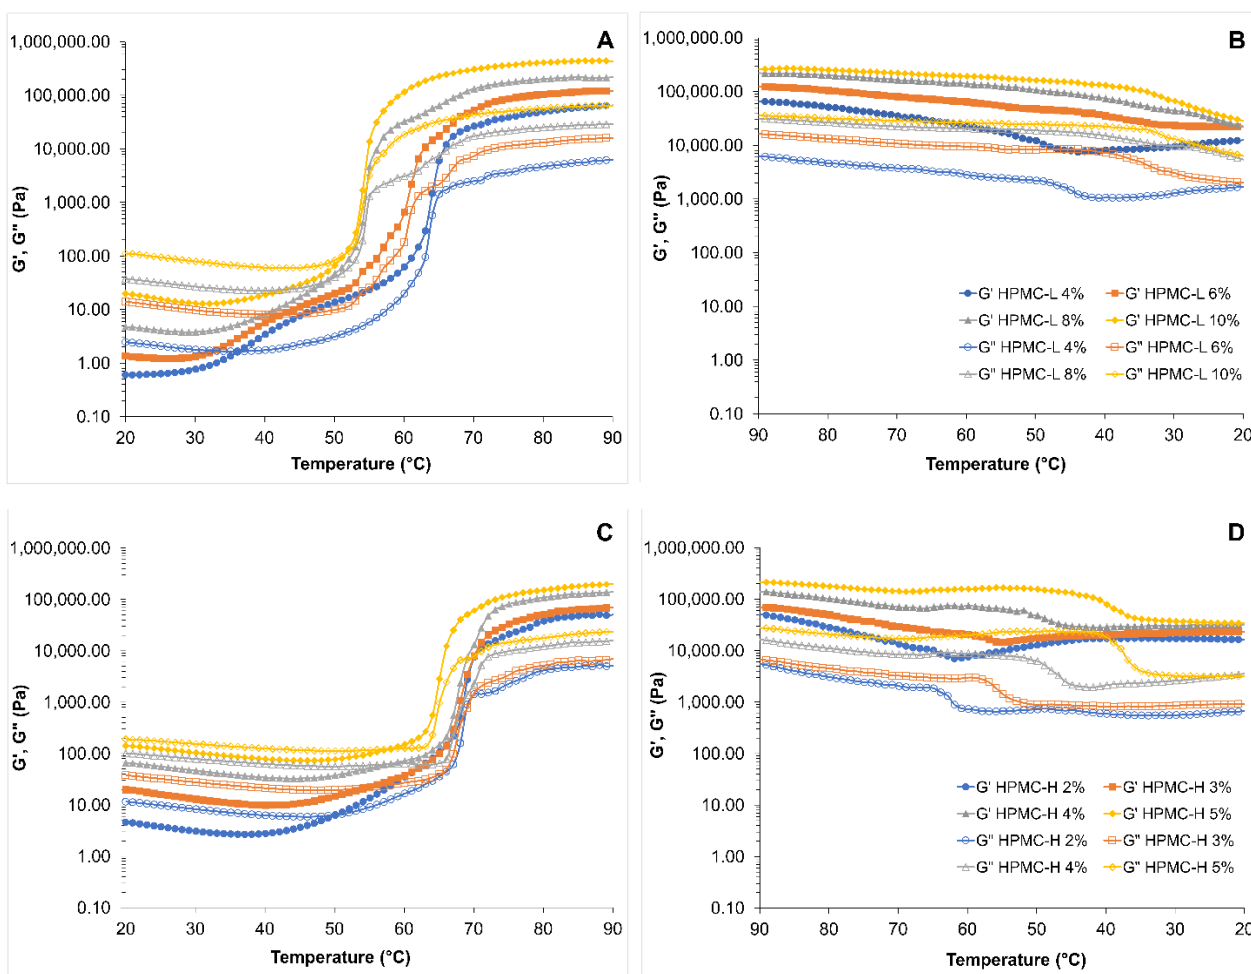 A
1,000,000.00
100,000.00
10,000.00
1,000.00
100.00
10.00
1.00
0.10
G', G" (Pa)
20 30 40 50 60 70 80 90
Temperature (°C)
B
1,000,000.00
100,000.00
10,000.00
1,000.00
100.00
10.00
1.00
0.10
G', G" (Pa)
G' HPMC-L 4% G' HPMC-L 6%
G' HPMC-L 8% G' HPMC-L 10%
G" HPMC-L 4% G" HPMC-L 6%
G" HPMC-L 8% G" HPMC-L 10%
90 80 70 60 50 40 30 20
Temperature (°C)
C
1,000,000.00
100,000.00
10,000.00
1,000.00
100.00
10.00
1.00
0.10
G', G" (Pa)
20 30 40 50 60 70 80 90
Temperature (°C)
D
1,000,000.00
100,000.00
10,000.00
1,000.00
100.00
10.00
1.00
0.10
G', G" (Pa)
G' HPMC-H 2% G' HPMC-H 3%
G' HPMC-H 4% G' HPMC-H 5%
G" HPMC-H 2% G" HPMC-H 3%
G" HPMC-H 4% G" HPMC-H 5%
90 80 70 60 50 40 30 20
Temperature (°C)